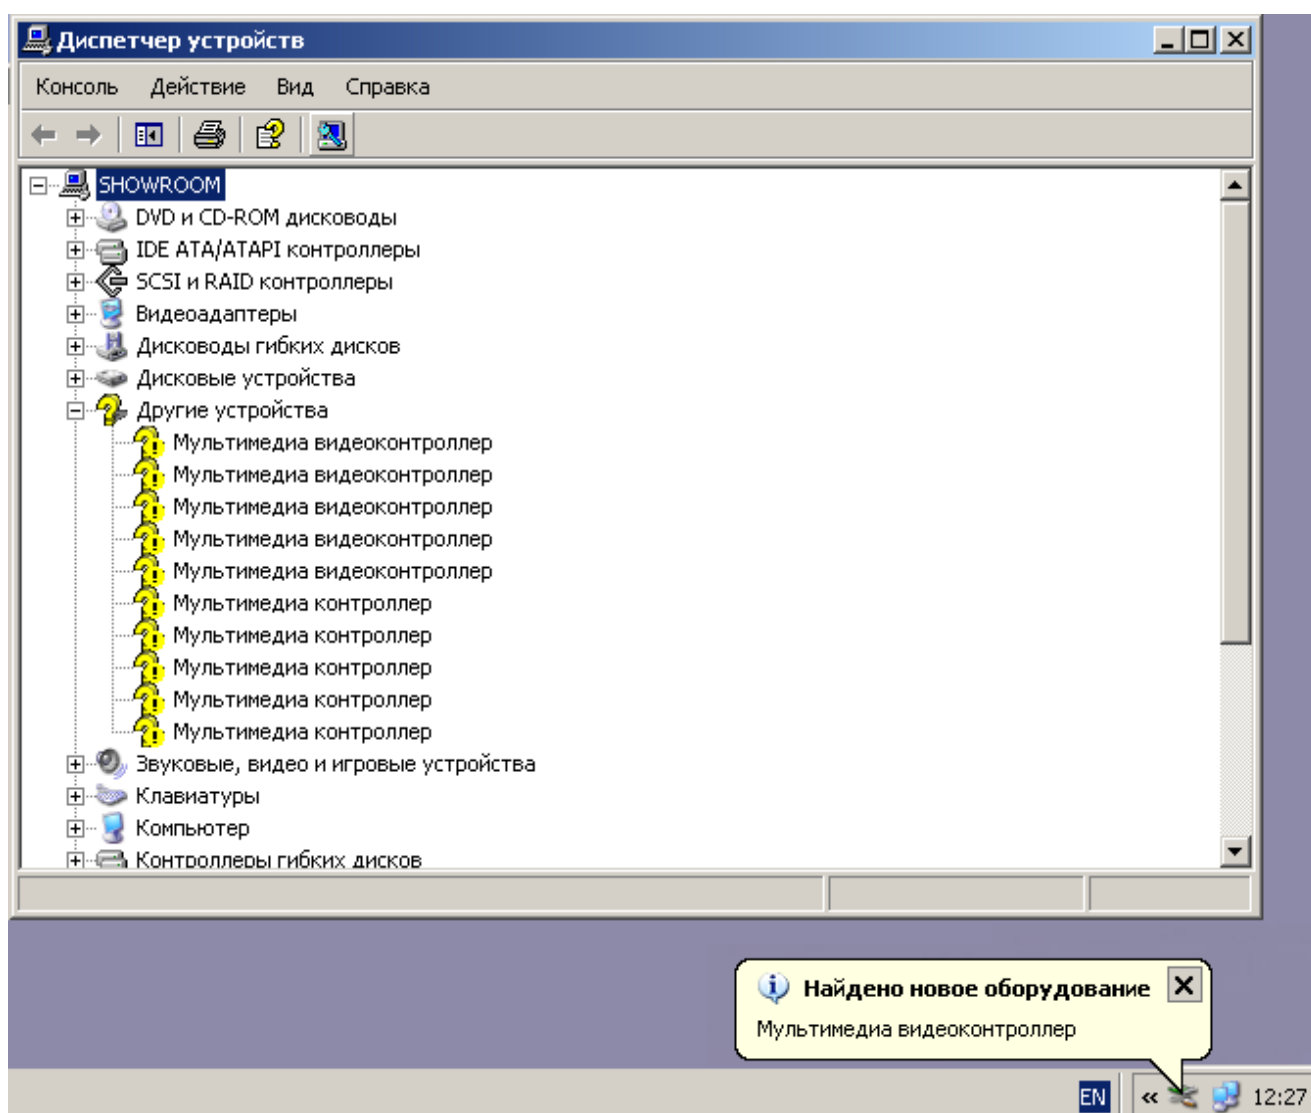 Диспетчер устройств
Консоль Действие Вид Справка
SHOWROOM
DVD и CD-ROM дисководы
IDE ATA/ATAPI контроллеры
SCSI и RAID контроллеры
Видеоадаптеры
Дисководы гибких дисков
Дисковые устройства
Другие устройства
Мультимедиа видеоконтроллер
Мультимедиа видеоконтроллер
Мультимедиа видеоконтроллер
Мультимедиа видеоконтроллер
Мультимедиа видеоконтроллер
Мультимедиа контроллер
Мультимедиа контроллер
Мультимедиа контроллер
Мультимедиа контроллер
Мультимедиа контроллер
Звуковые, видео и игровые устройства
Клавиатуры
Компьютер
Контроллеры гибких дисков
Найдено новое оборудование
Мультимедиа видеоконтроллер
EN « 12:27